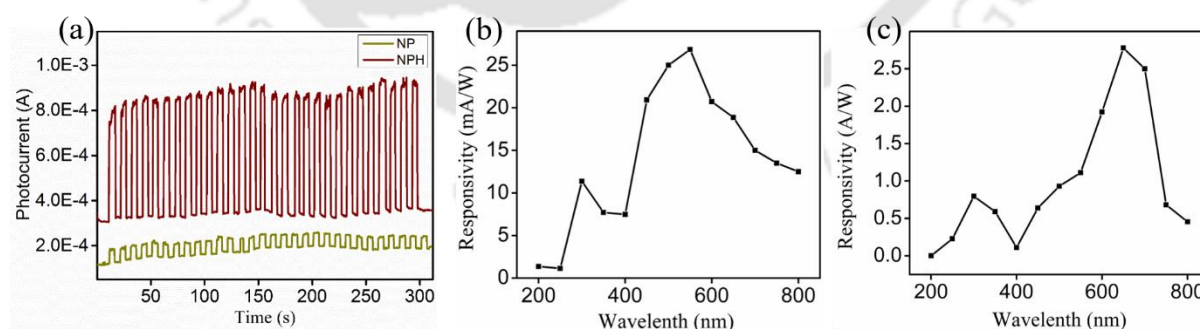 (a)
NP
NPH
1.0E-3
8.0E-4
6.0E-4
4.0E-4
2.0E-4
Photocurrent (A)
50 100 150 200 250 300
Time (s)
(b)
25
20
15
10
5
0
Responsivity (mA/W)
200 400 600 800
Wavelenth (nm)
(c)
2.5
2.0
1.5
1.0
0.5
0.0
Responsivity (A/W)
200 400 600 800
Wavelenth (nm)